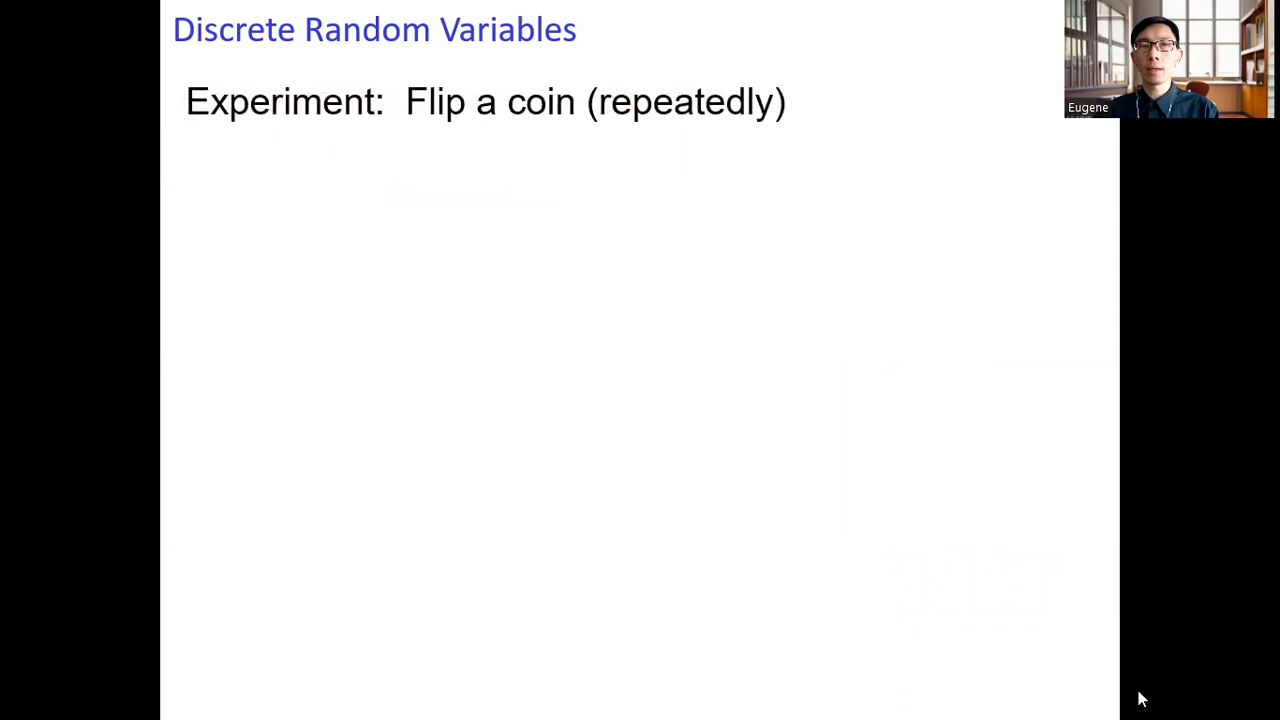 Discrete Random Variables
Experiment: Flip a coin (repeatedly)
Eugene